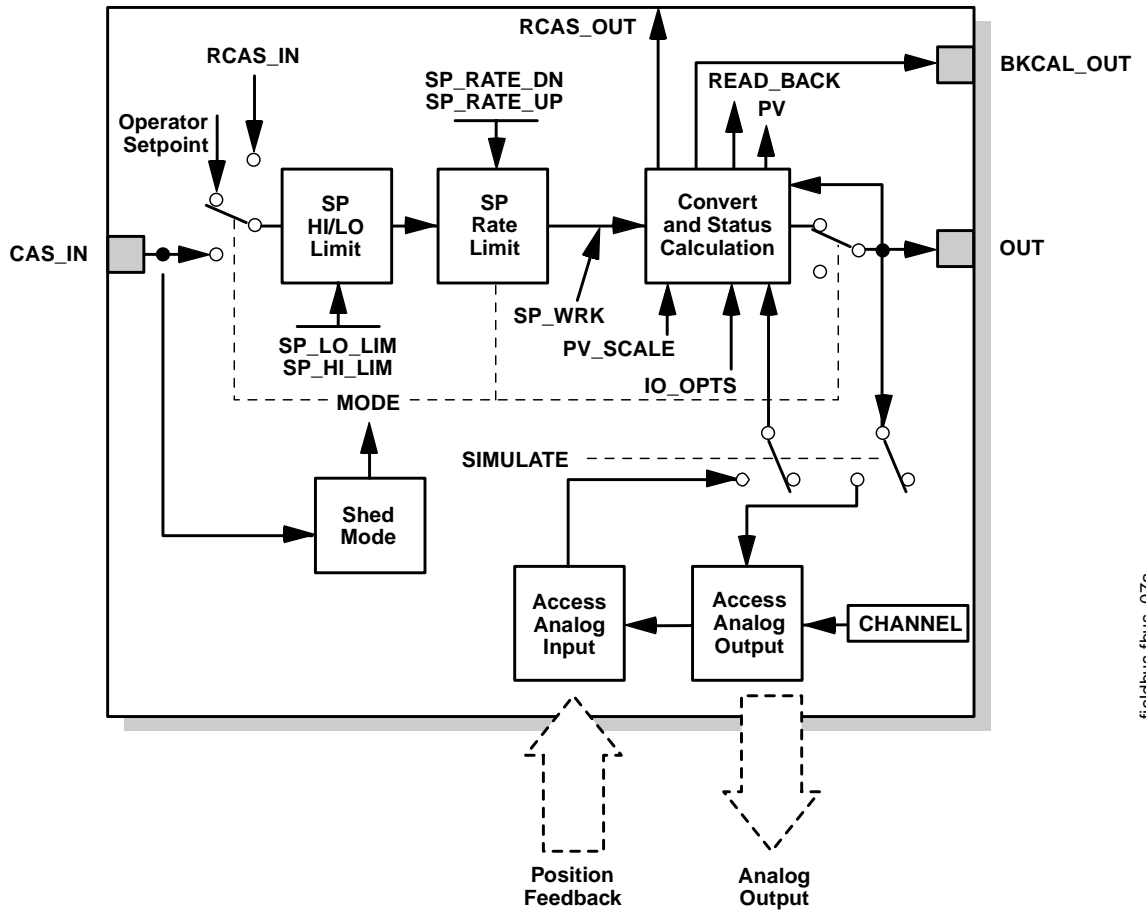 RCAS_OUT
RCAS_IN
BKCAL_OUT
SP_RATE_DN
SP_RATE_UP
READ_BACK
PV
Operator
Setpoint
SP
HI/LO
Limit
SP
Rate
Limit
Convert
and Status
Calculation
CAS_IN
OUT
SP_WRK
SP_LO_LIM
SP_HI_LIM
PV_SCALE
IO_OPTS
MODE
SIMULATE
Shed
Mode
Access
Analog
Input
Access
Analog
Output
CHANNEL
Position
Feedback
Analog
Output